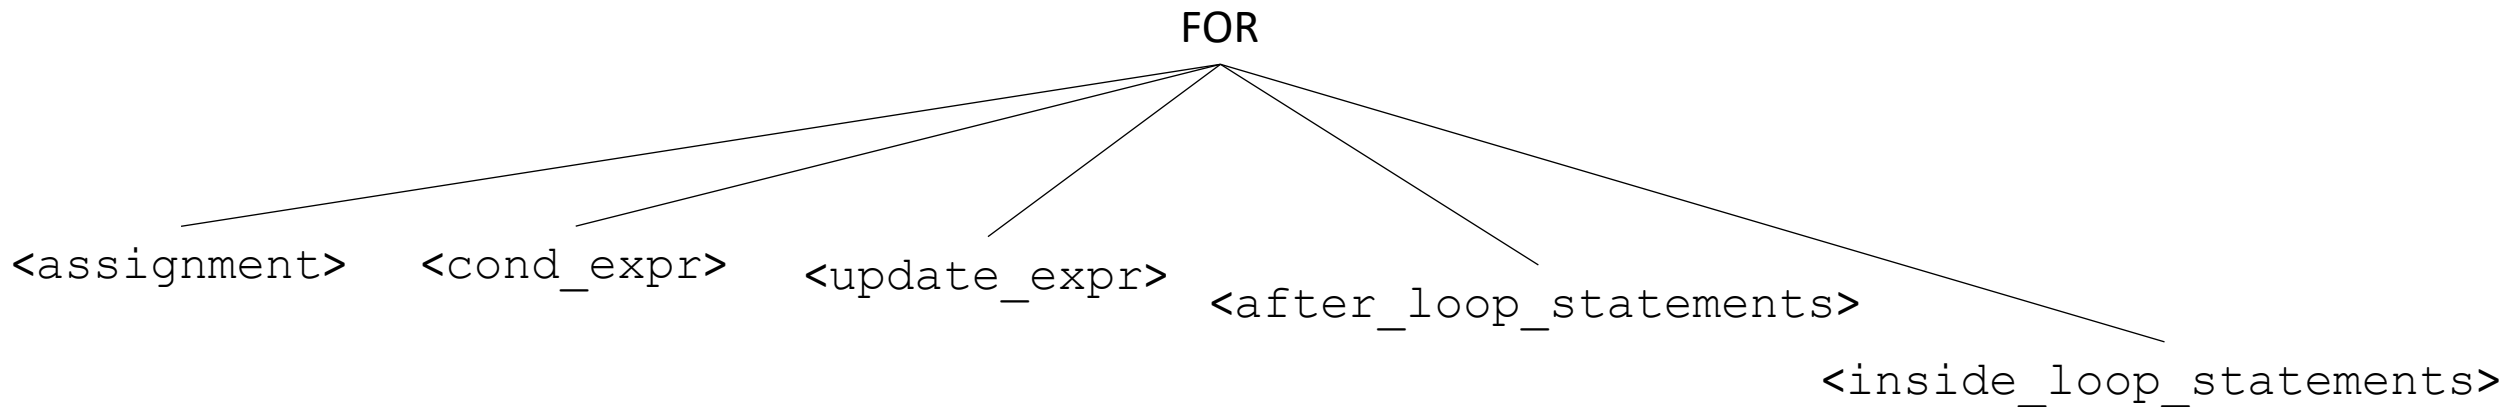 FOR
<assignment>
<cond_expr>
<update_expr>
<after_loop_statements>
<inside_loop_statements>